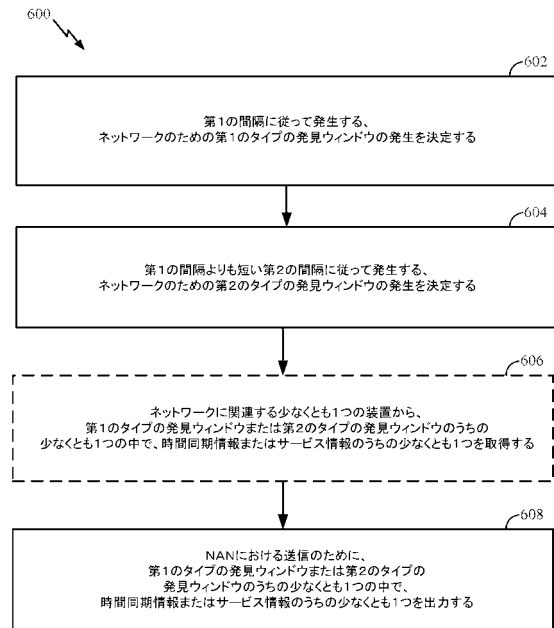 600
602
第1の間隔に従って発生する、
ネットワークのための第1のタイプの発見ウィンドウの発生を決定する
604
第1の間隔よりも短い第2の間隔に従って発生する、
ネットワークのための第2のタイプの発見ウィンドウの発生を決定する
606
ネットワークに関連する少なくとも1つの装置から、
第1のタイプの発見ウィンドウまたは第2のタイプの発見ウィンドウのうちの
少なくとも1つの中で、時間同期情報またはサービス情報のうちの少なくとも1つを取得する
608
NANにおける送信のために、
第1のタイプの発見ウィンドウまたは第2のタイプの
発見ウィンドウのうちの少なくとも1つの中で、
時間同期情報またはサービス情報のうちの少なくとも1つを出力する